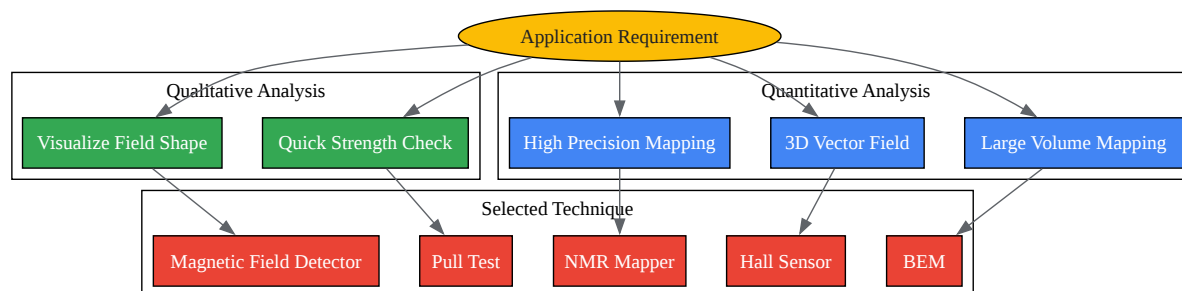 Application Requirement
Qualitative Analysis
Quantitative Analysis
Visualize Field Shape
Quick Strength Check
High Precision Mapping
3D Vector Field
Large Volume Mapping
Selected Technique
Magnetic Field Detector
Pull Test
NMR Mapper
Hall Sensor
BEM